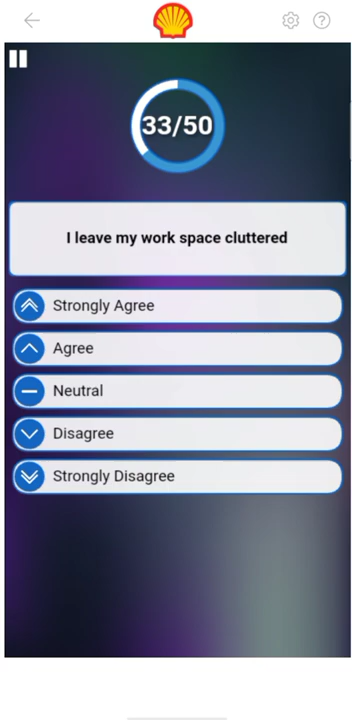 33/50
I leave my work space cluttered
Strongly Agree
Agree
Neutral
Disagree
Strongly Disagree